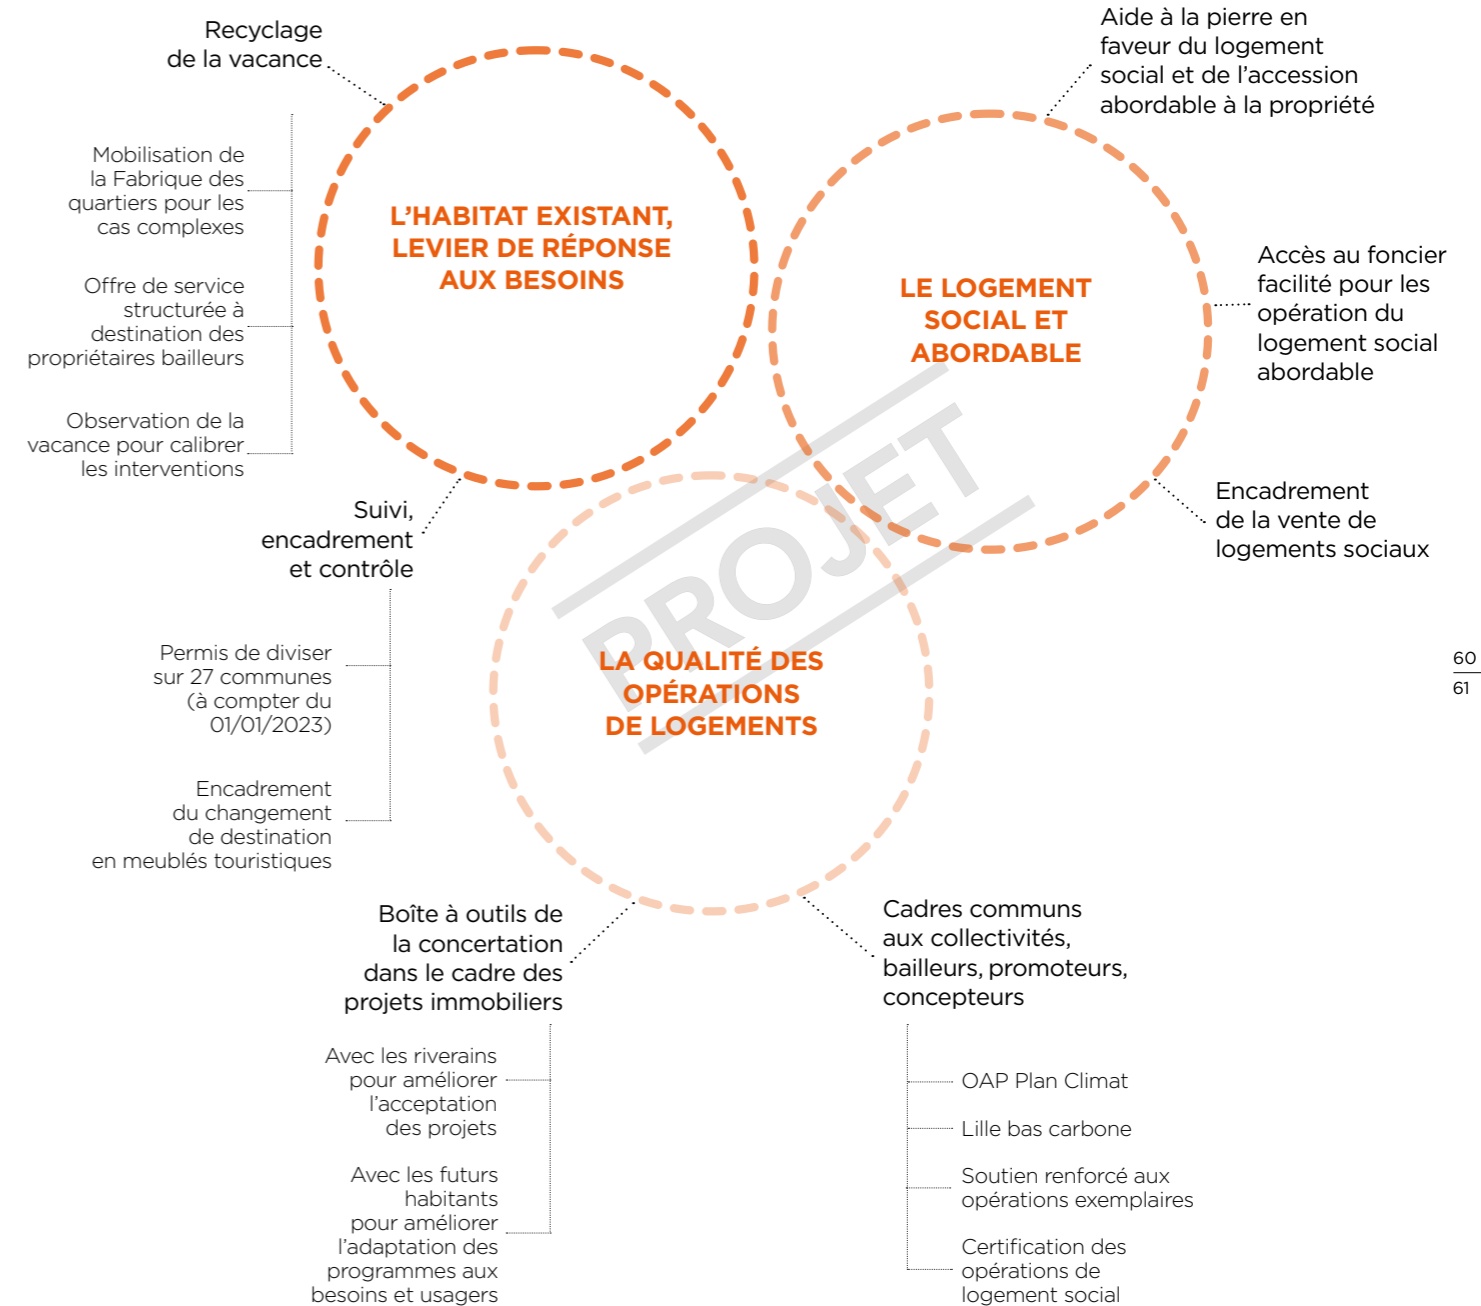 Recyclage
de la vacance
Mobilisation de
la Fabrique des
quartiers pour les
cas complexes
Offre de service
structurée à
destination des
propriétaires bailleurs
Observation de la
vacance pour calibrer
les interventions
L'HABITAT EXISTANT,
LEVIER DE RÉPONSE
AUX BESOINS
Suivi,
encadrement
et contrôle
Permis de diviser
sur 27 communes
(à compter du
01/01/2023)
Encadrement
du changement
de destination
en meublés touristiques
Aide à la pierre en
faveur du logement
social et de l'accession
abordable à la propriété
LE LOGEMENT
SOCIAL ET
ABORDABLE
Accès au foncier
facilité pour les
opération du
logement social
abordable
Encadrement
de la vente de
logements sociaux
PROJET
LA QUALITÉ DES
OPÉRATIONS
DE LOGEMENTS
60
61
Boîte à outils de
la concertation
dans le cadre des
projets immobiliers
Avec les riverains
pour améliorer
l'acceptation
des projets
Avec les futurs
habitants
pour améliorer
l'adaptation des
programmes aux
besoins et usagers
Cadres communs
aux collectivités,
bailleurs, promoteurs,
concepteurs
OAP Plan Climat
Lille bas carbone
Soutien renforcé aux
opérations exemplaires
Certification des
opérations de
logement social